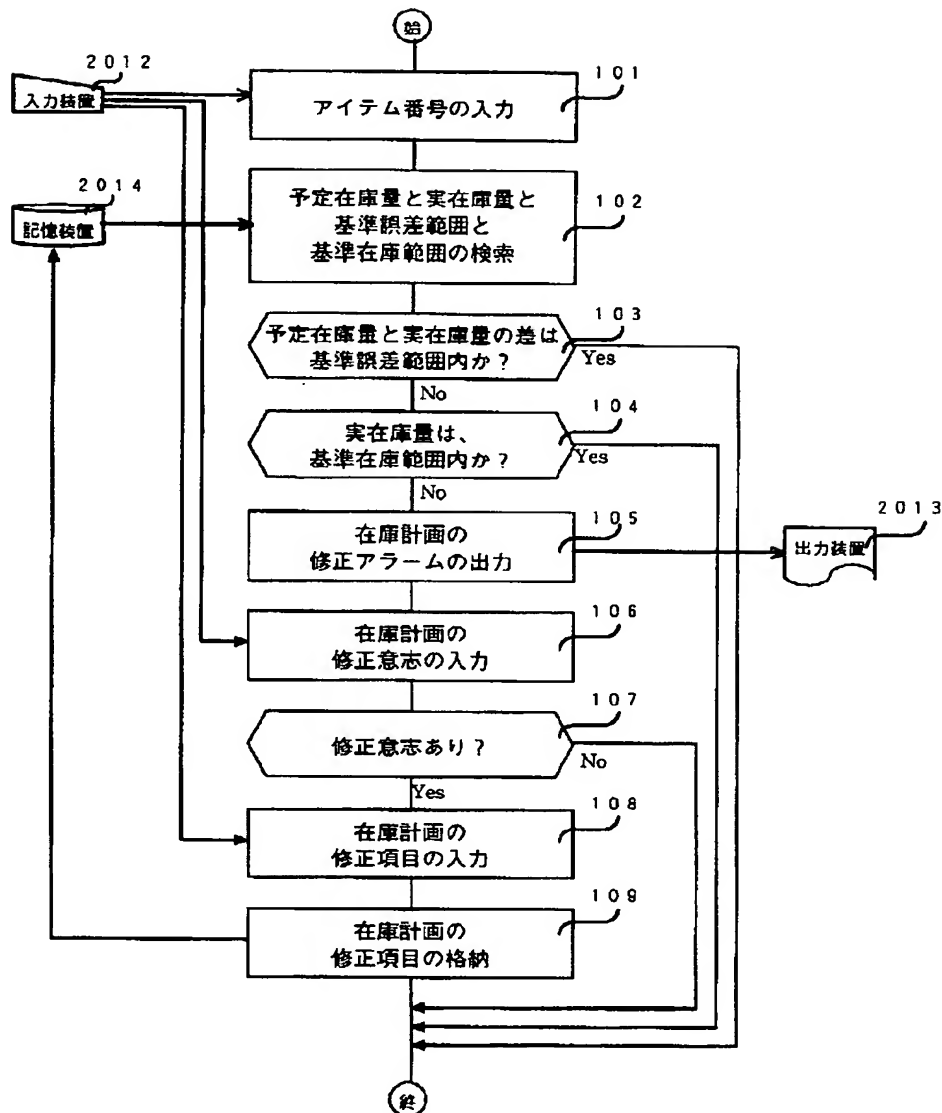 始
2012
入力装置
101
アイテム番号の入力
2014
記憶装置
102
予定在庫量と実在庫量と
基準誤差範囲と
基準在庫範囲の検索
103
予定在庫量と実在庫量の差は
基準誤差範囲内か？
Yes
No
104
実在庫量は、
基準在庫範囲内か？
Yes
No
105
在庫計画の
修正アラームの出力
2013
出力装置
106
在庫計画の
修正意志の入力
107
修正意志あり？
No
Yes
108
在庫計画の
修正項目の入力
109
在庫計画の
修正項目の格納
終